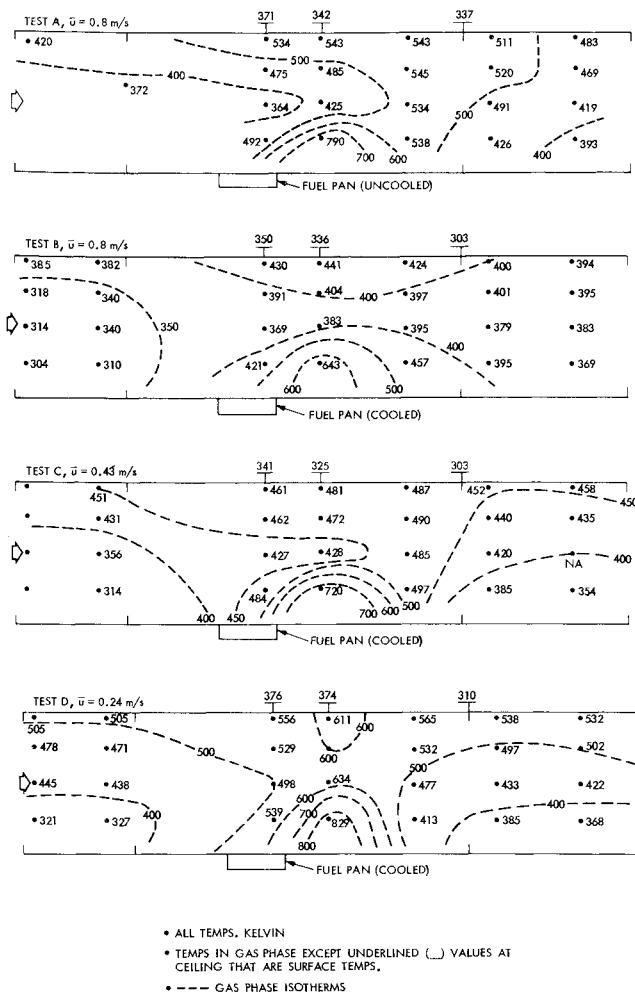 TEST A, ū = 0.8 m/s
371 342 337
420 534 543 543 511 483
500
400 475 485 545 520 469
372
364 425 534 491 419
500
492 790 538 426 400 393
700 600
FUEL PAN (UNCOOLED)
TEST B, ū = 0.8 m/s
350 336 303
385 382 430 441 424 400 394
318 340 391 404 400 397 401 395
314 340 350 369 383 395 379 383
400
304 310 421 643 457 395 369
600 500
FUEL PAN (COOLED)
TEST C, ū = 0.43 m/s
341 325 303
451 461 481 487 452 458
450
431 462 472 490 440 435
356 427 428 485 420 400
NA
314 484 720 497 385 354
400 450 700 600 500
FUEL PAN (COOLED)
TEST D, ū = 0.24 m/s
376 374 310
505 505 556 611 565 538 532
600
478 471 500 529 600 532 497 502
500
445 438 498 634 477 433 422
600
400 539 700 400
321 327 829 413 385 368
800
FUEL PAN (COOLED)
• ALL TEMPS. KELVIN
• TEMPS IN GAS PHASE EXCEPT UNDERLINED (__) VALUES AT
CEILING THAT ARE SURFACE TEMPS.
• ---- GAS PHASE ISOTHERMS